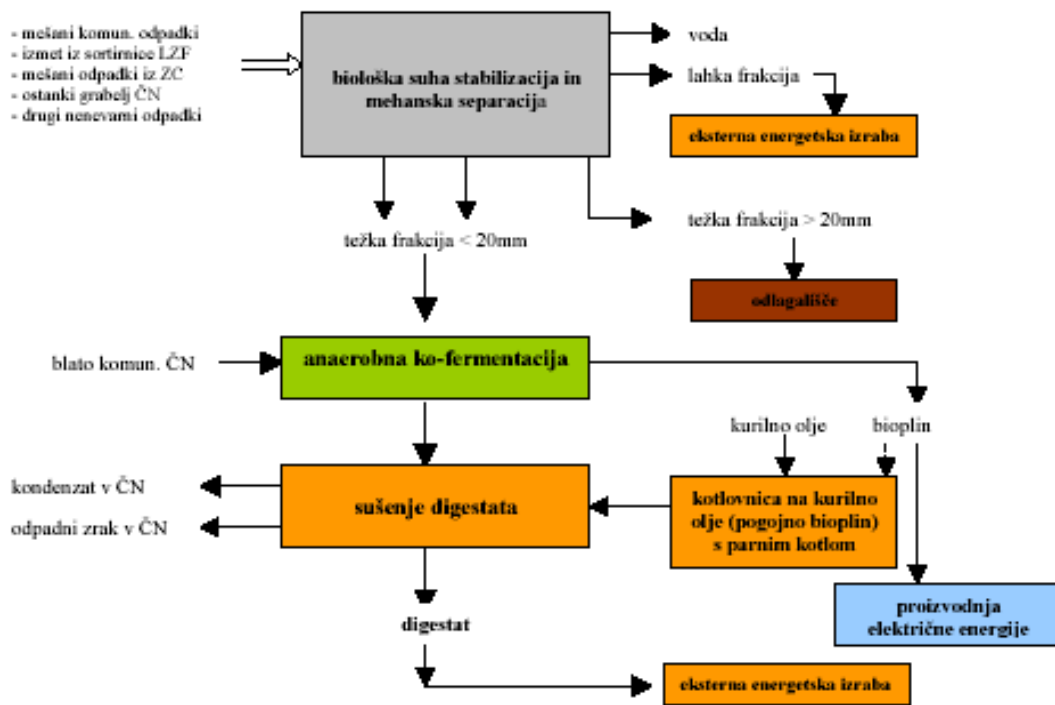 - mešani komun. odpadki
- izmet iz sortirnice LZF
- mešani odpadki iz ZC
- ostanki grabelj ČN
- drugi nenevarni odpadki
biološka suha stabilizacija in
mehanska separacija
voda
lahka frakcija
eksterna energetska izraba
težka frakcija < 20mm
težka frakcija > 20mm
odlagališče
blato komun. ČN
anaerobna ko-fermentacija
kurilno olje
bioplin
kondenzat v ČN
odpadni zrak v ČN
sušenje digestata
kotlovnica na kurilno
olje (pogojno bioplin)
s parnim kotlom
proizvodnja
električne energije
digestat
eksterna energetska izraba